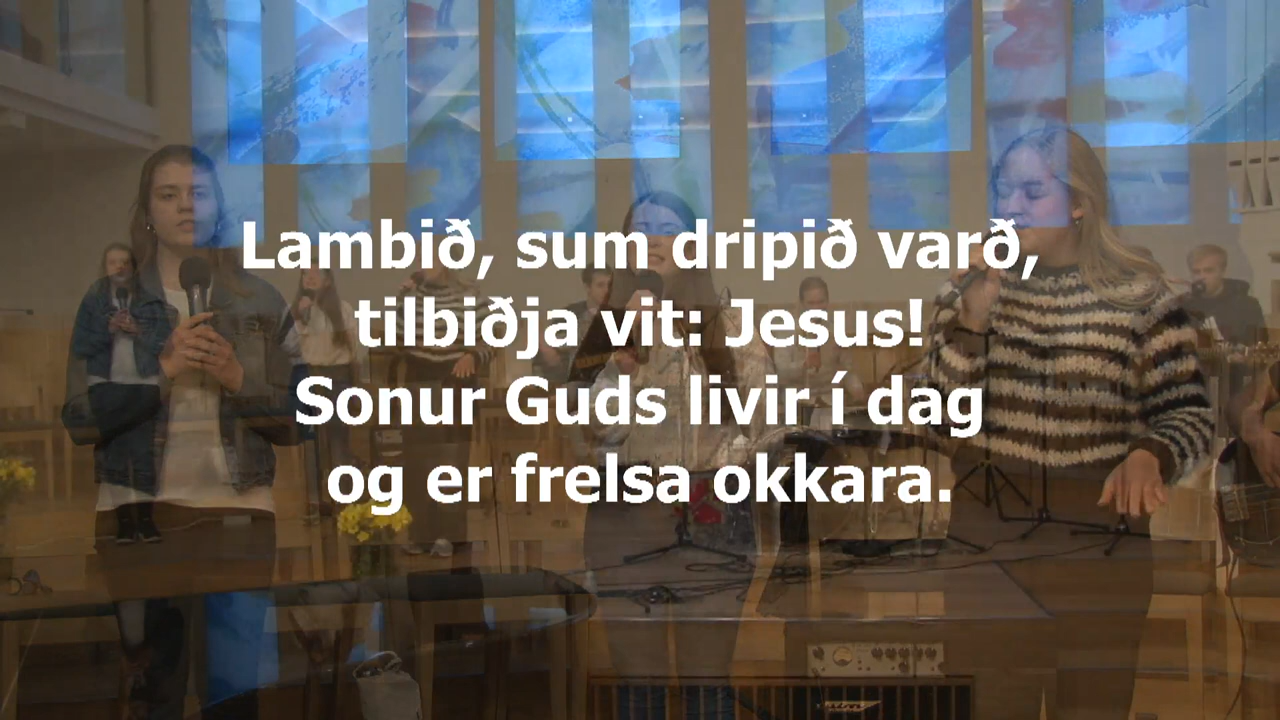 Lambið, sum dripið varð,
tilbiðja vit: Jesus!
Sonur Guds livir í dag
og er frelsa okkara.